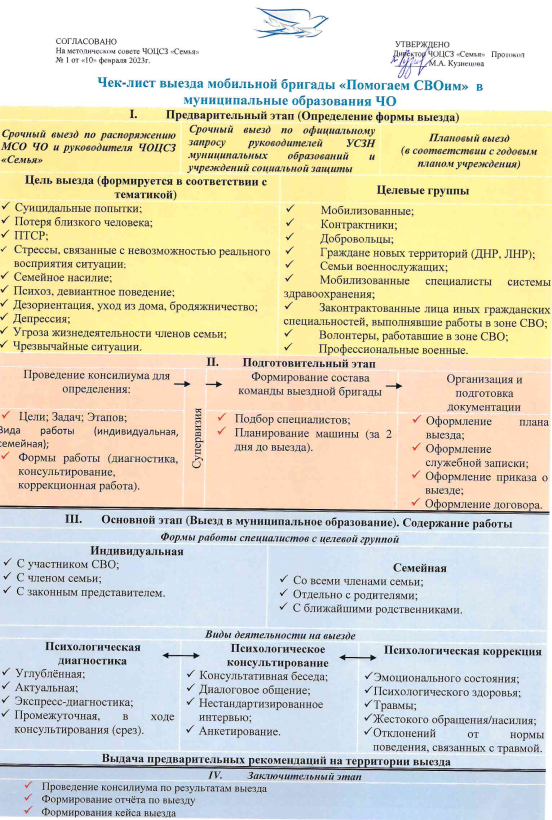 СОГЛАСОВАНО
На методическом совете ЧОЦСЗ «Семья»
№ 1 от «10» февраля 2023г.
УТВЕРЖДЕНО
Директор ЧОЦСЗ «Семья» Протокол
М.А. Кузнецова
Чек-лист выезда мобильной бригады «Помогаем СВОим» в
муниципальные образования ЧО
I. Предварительный этап (Определение формы выезда)
Срочный выезд по распоряжению
МСО ЧО и руководителя ЧОЦСЗ
«Семья»
Срочный выезд по официальному
запросу руководителей УСЗН
муниципальных образований и
учреждений социальной защиты
Плановый выезд
(в соответствии с годовым
планом учреждения)
Цель выезда (формируется в соответствии с
тематикой)
✓ Суицидальные попытки;
✓ Потеря близкого человека;
✓ ПТСР;
✓ Стрессы, связанные с невозможностью реального
восприятия ситуации;
✓ Семейное насилие;
✓ Психоз, девиантное поведение;
✓ Дезориентация, уход из дома, бродяжничество;
✓ Депрессия;
✓ Угроза жизнедеятельности членов семьи;
✓ Чрезвычайные ситуации.
Целевые группы
✓ Мобилизованные;
✓ Контрактники;
✓ Добровольцы;
✓ Граждане новых территорий (ДНР, ЛНР);
✓ Семьи военнослужащих;
✓ Мобилизованные специалисты системы
здравоохранения;
✓ Законтрактованные лица иных гражданских
специальностей, выполнявшие работы в зоне СВО;
✓ Волонтеры, работавшие в зоне СВО;
✓ Профессиональные военные.
II. Подготовительный этап
Проведение консилиума для
определения:
✓ Цели; Задач; Этапов;
Вида работы (индивидуальная,
семейная);
✓ Формы работы (диагностика,
консультирование,
коррекционная работа).
Супервизия
Формирование состава
команды выездной бригады
✓ Подбор специалистов;
✓ Планирование машины (за 2
дня до выезда).
Организация и
подготовка
документации
✓ Оформление плана
выезда;
✓ Оформление
служебной записки;
✓ Оформление приказа о
выезде;
✓ Оформление договора.
III. Основной этап (Выезд в муниципальное образование). Содержание работы
Формы работы специалистов с целевой группой
Индивидуальная
✓ С участником СВО;
✓ С членом семьи;
✓ С законным представителем.
Семейная
✓ Со всеми членами семьи;
✓ Отдельно с родителями;
✓ С ближайшими родственниками.
Виды деятельности на выезде
Психологическая
диагностика
✓ Углублённая;
✓ Актуальная;
✓ Экспресс-диагностика;
✓ Промежуточная, в ходе
консультирования (срез).
Психологическое
консультирование
✓ Консультативная беседа;
✓ Диалоговое общение;
✓ Нестандартизированное
интервью;
✓ Анкетирование.
Психологическая коррекция
✓Эмоционального состояния;
✓Психологического здоровья;
✓Травмы;
✓Жестокого обращения/насилия;
✓Отклонений от нормы
поведения, связанных с травмой.
Выдача предварительных рекомендаций на территории выезда
IV. Заключительный этап
✓ Проведение консилиума по результатам выезда
✓ Формирование отчёта по выезду
✓ Формирования кейса выезда